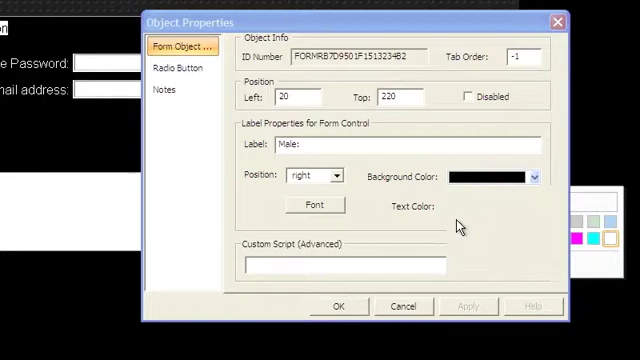 on
Object Properties
Form Object ...
Radio Button
Notes
Object Info
ID Number
FORMRB7D9501F1513234B2
Tab Order:
-1
Position
Left:
20
Top:
220
Disabled
Label Properties for Form Control
Label:
Male:
Position:
right
Background Color:
Font
Text Color:
Custom Script (Advanced)
OK
Cancel
Apply
Help
e Password:
mail address: